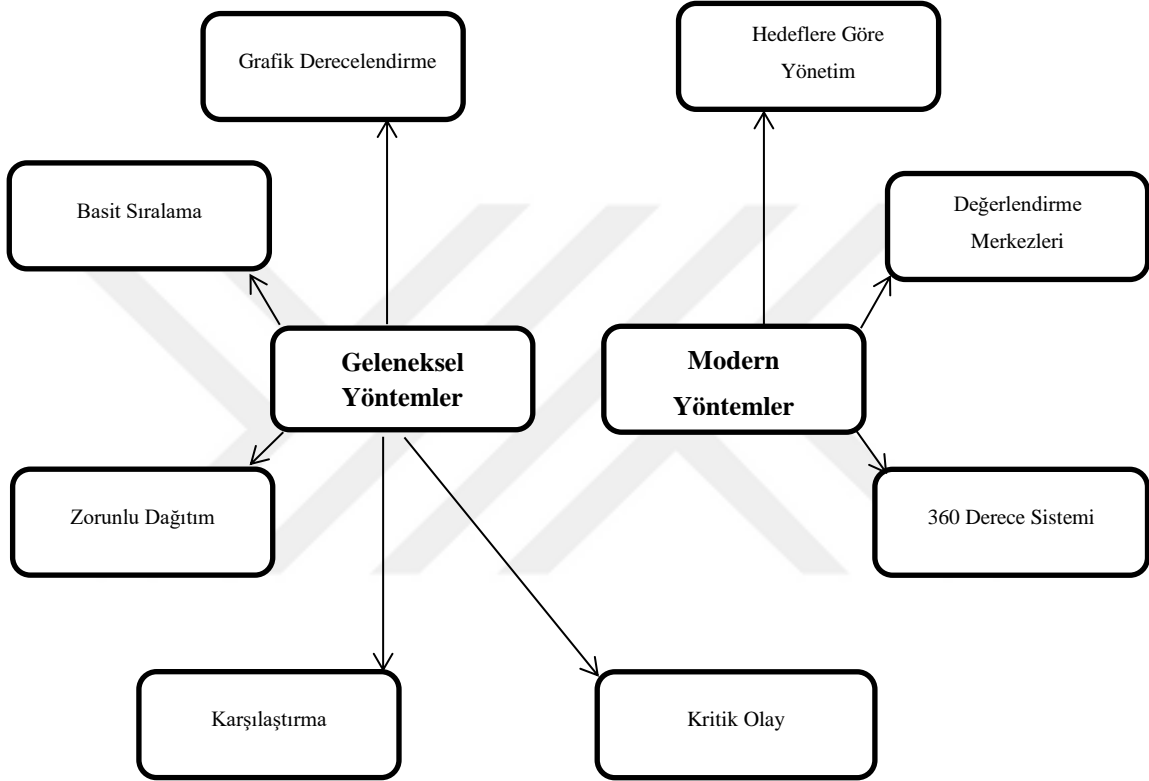 Grafik Derecelendirme
Hedeflere Göre
Yönetim
Basit Sıralama
Değerlendirme
Merkezleri
Geleneksel
Yöntemler
Modern
Yöntemler
Zorunlu Dağıtım
360 Derece Sistemi
Karşılaştırma
Kritik Olay